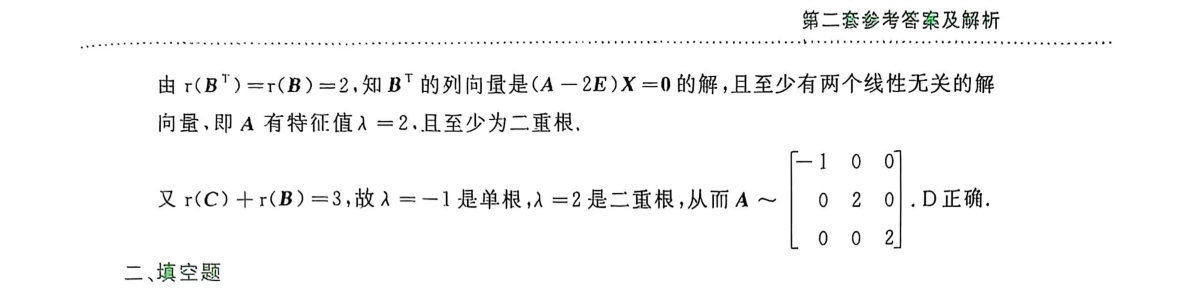 第二套参考答案及解析
由 r(Bᵀ)=r(B)=2,知 Bᵀ 的列向量是(A-2E)X=0 的解,且至少有两个线性无关的解
向量,即 A 有特征值 λ=2,且至少为二重根.
又 r(C)+r(B)=3,故 λ=-1 是单根,λ=2 是二重根,从而 A ~ [-1 0 0
0 2 0
0 0 2]. D 正确.
二、填空题